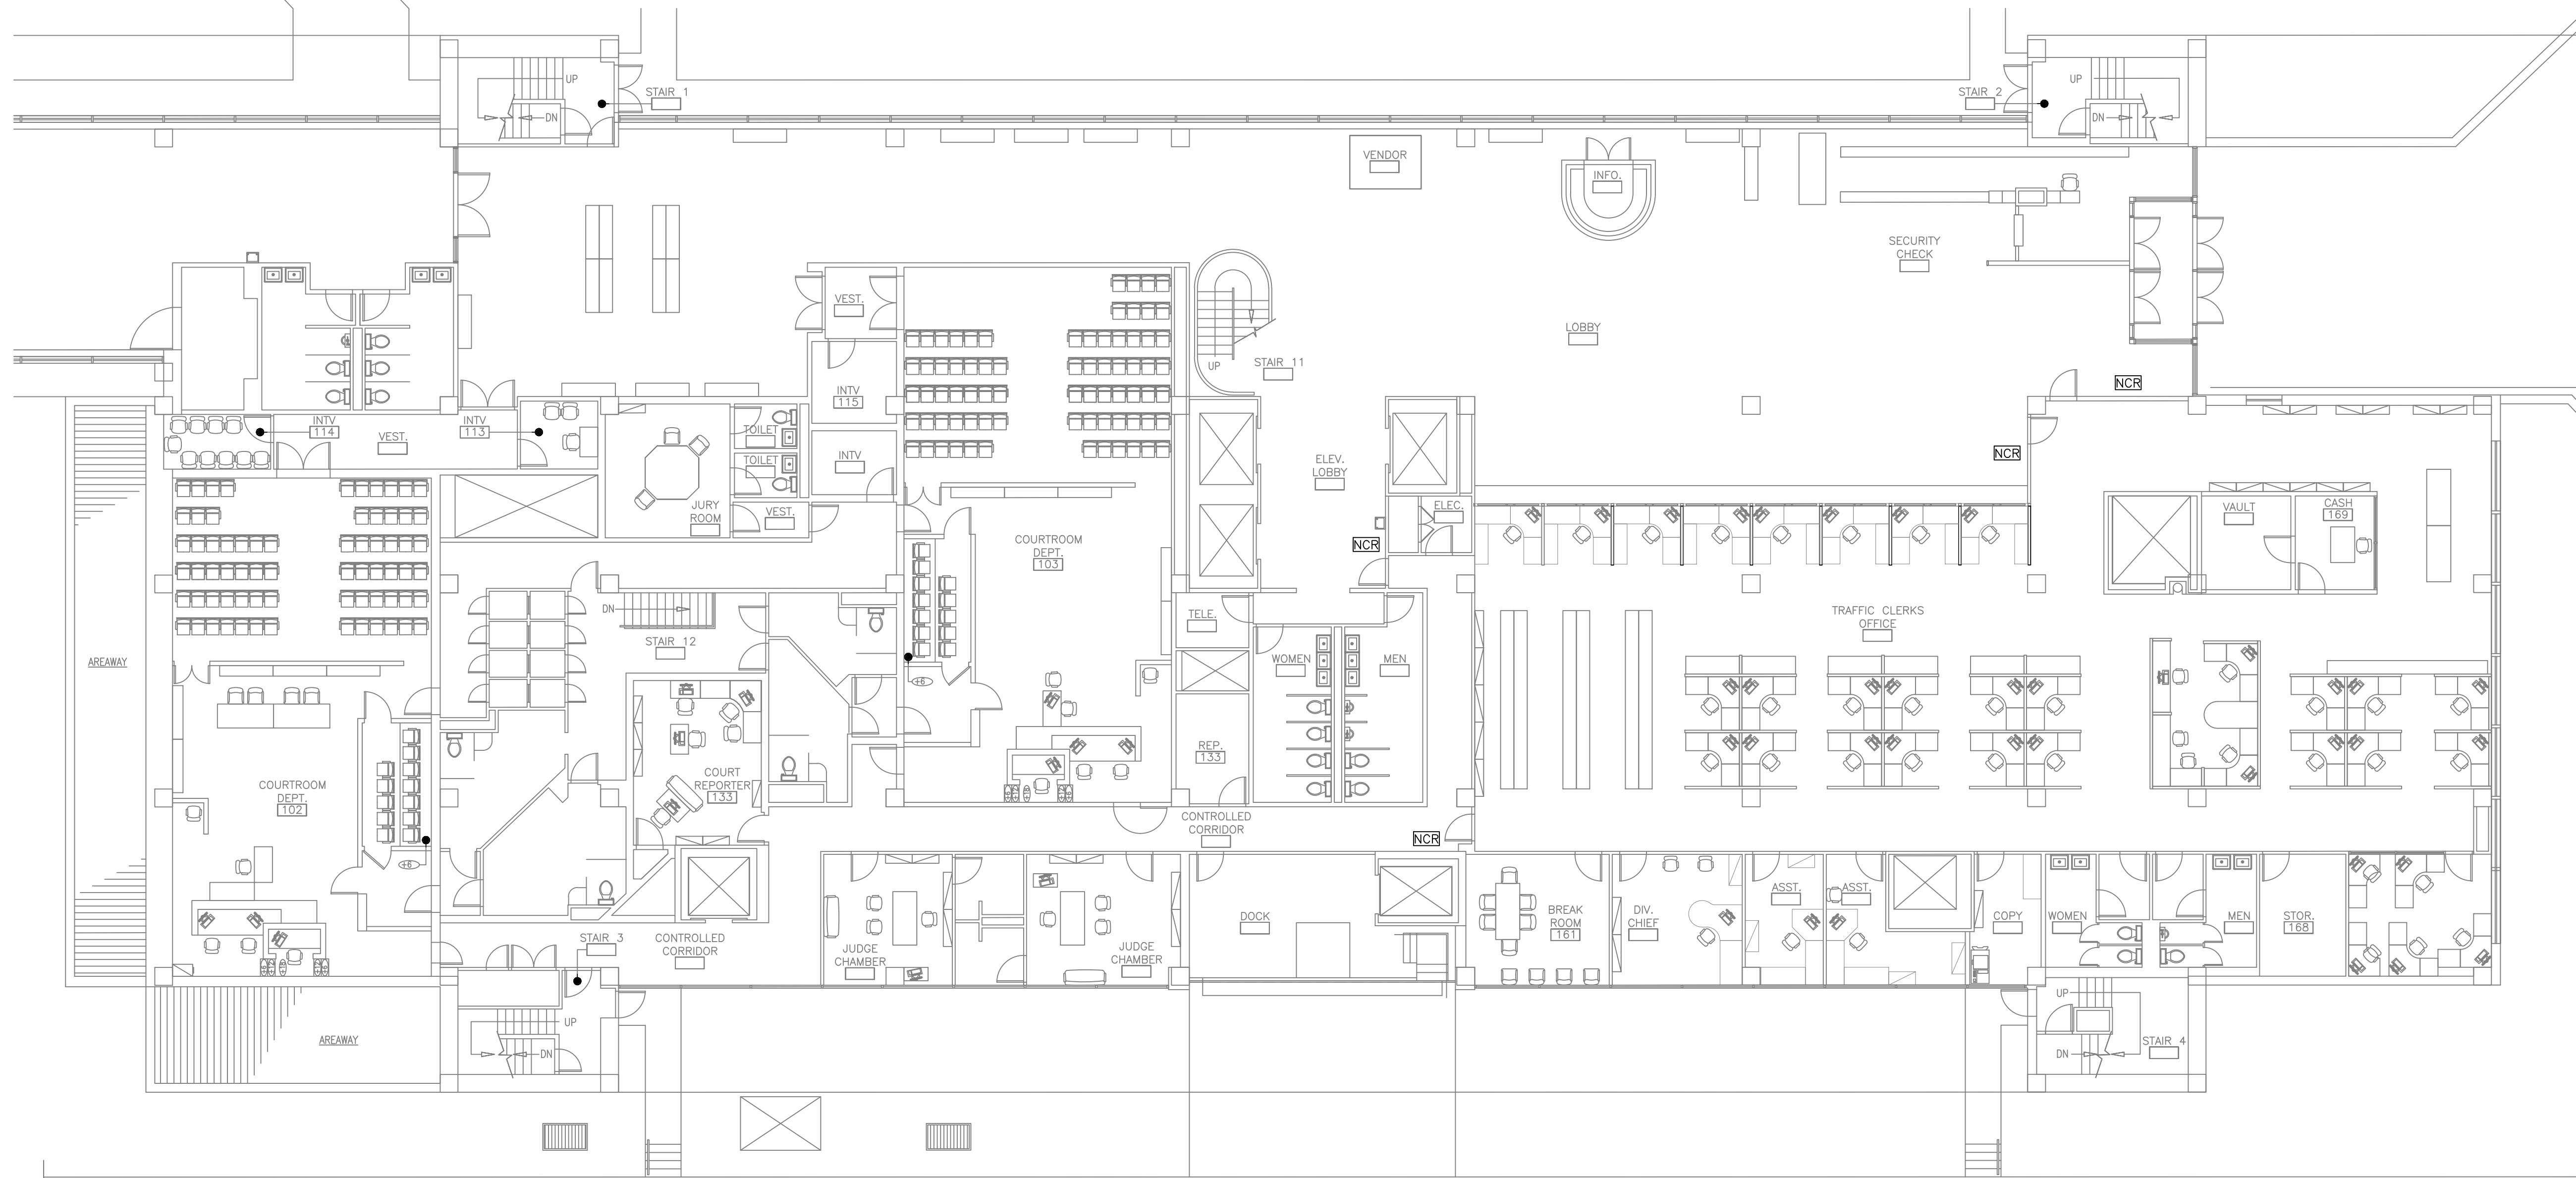 UP
STAIR 1
DN
UP
STAIR 2
DN
VENDOR
INFO.
SECURITY
CHECK
VEST.
LOBBY
UP
STAIR 11
NCR
INTV
115
INTV
114
VEST.
INTV
113
TOILET
TOILET
INTV
JURY
ROOM
VEST.
ELEV.
LOBBY
NCR
ELEC.
NCR
VAULT
CASH
169
COURTROOM
DEPT.
103
DN
STAIR 12
TELE.
WOMEN
MEN
TRAFFIC CLERKS
OFFICE
AREAWAY
+6
COURT
REPORTER
133
REP.
133
COURTROOM
DEPT.
102
+6
CONTROLLED
CORRIDOR
NCR
STAIR 3
CONTROLLED
CORRIDOR
JUDGE
CHAMBER
JUDGE
CHAMBER
DOCK
BREAK
ROOM
161
DIV.
CHIEF
ASST.
ASST.
COPY
WOMEN
MEN
STOR.
168
UP
DN
AREAWAY
UP
DN
STAIR 4